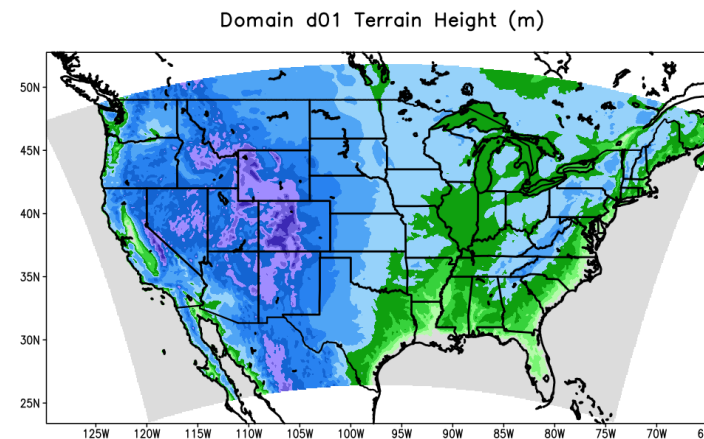 Domain d01 Terrain Height (m)
50N
45N
40N
35N
30N
25N
125W 120W 115W 110W 105W 100W 95W 90W 85W 80W 75W 70W 6